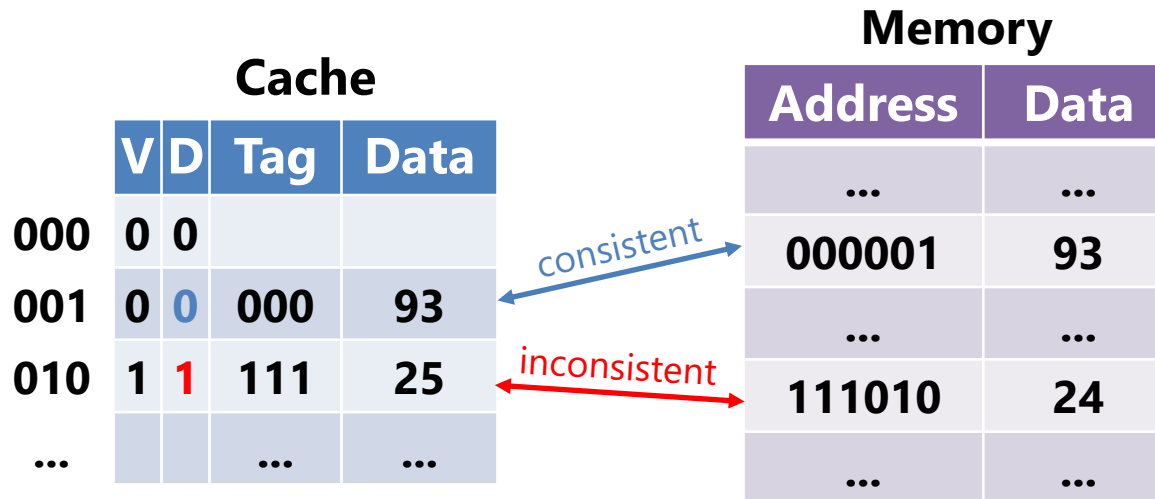 Memory
Cache
Address Data
V D Tag Data
... ...
000 0 0
consistent
000001 93
001 0 0 000 93
... ...
inconsistent
010 1 1 111 25
111010 24
... ... ...
... ...